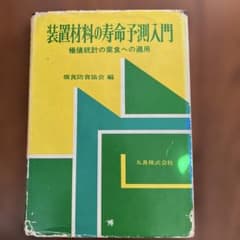 装置材料の寿命予測入門
極値統計の腐食への適用
腐食防食協会 編
丸善株式会社